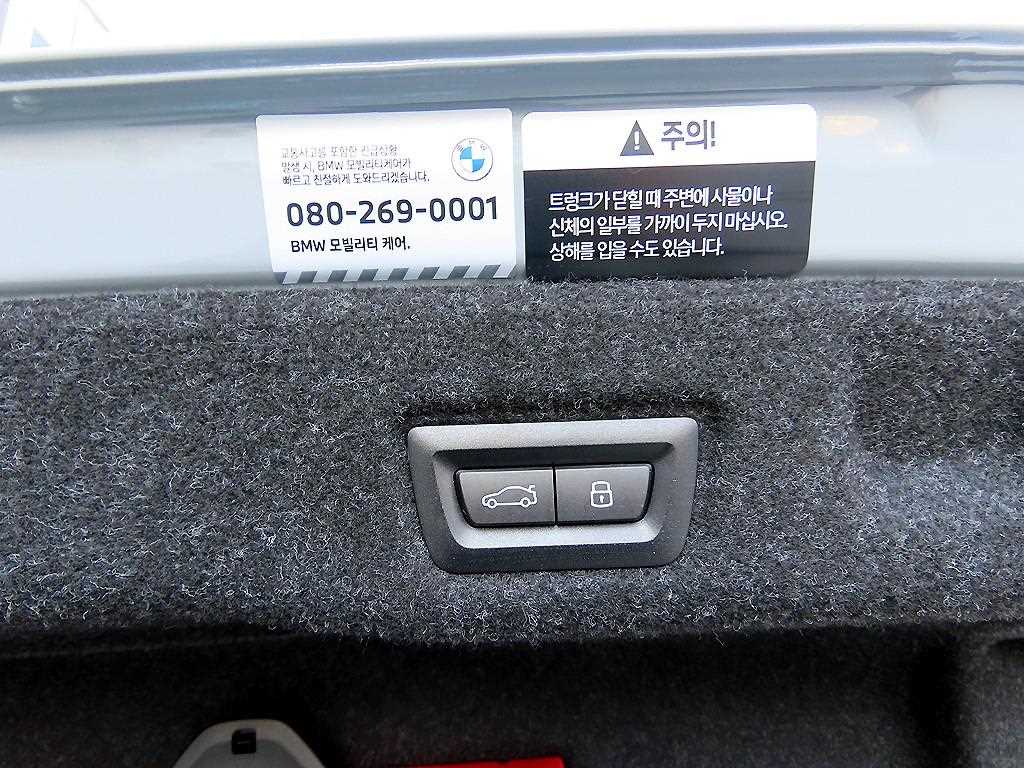 교통사고를 포함한 긴급상황
발생 시, BMW 모빌리티케어가
빠르고 친절하게 도와드리겠습니다.
080-269-0001
BMW 모빌리티 케어.
주의!
트렁크가 닫힐 때 주변에 사물이나
신체의 일부를 가까이 두지 마십시오.
상해를 입을 수도 있습니다.